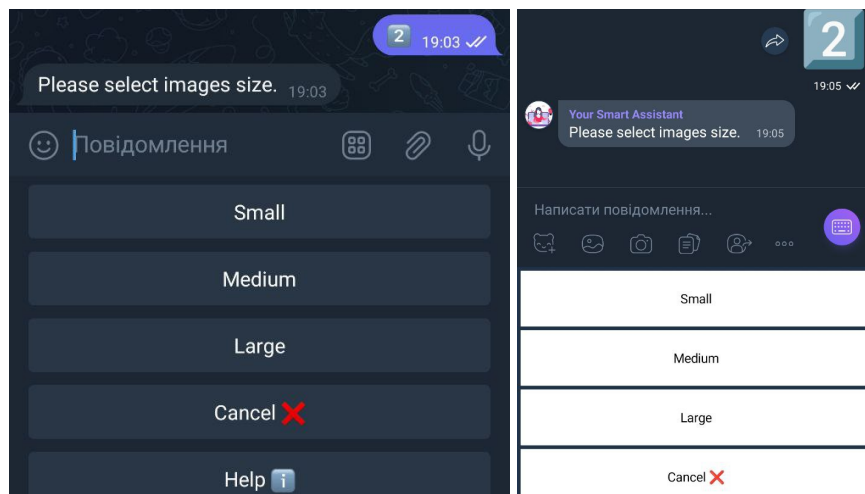 2️⃣ 19:03
Please select images size. 19:03
Повідомлення
Small
Medium
Large
Cancel ❌
Help ℹ️
2️⃣
19:05
Your Smart Assistant
Please select images size. 19:05
Написати повідомлення...
Small
Medium
Large
Cancel ❌